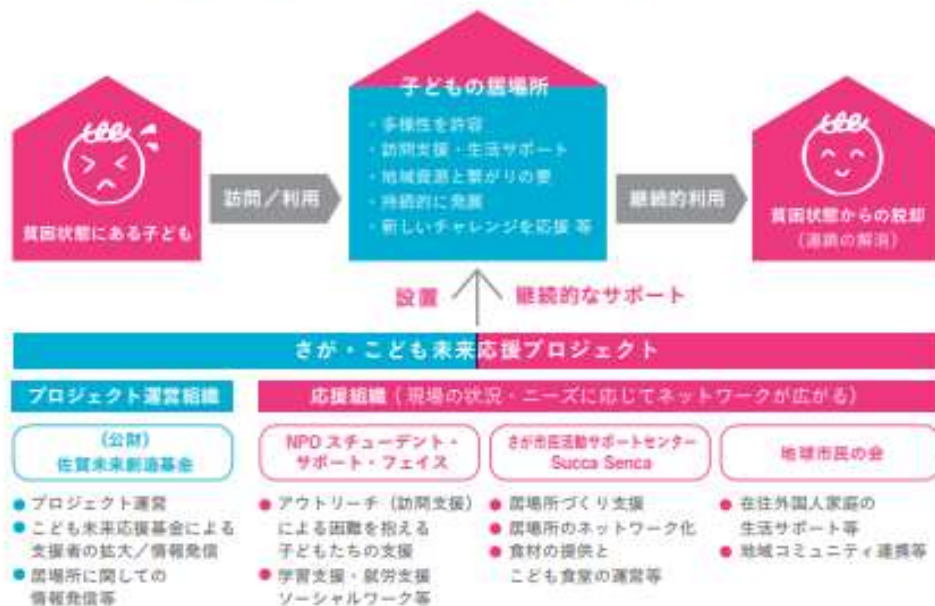 子どもの居場所
・多様性を許容
・訪問支援・生活サポート
・地域資源と繋がりの要
・持続的に発展
・新しいチャレンジを応援 等
貧困状態にある子ども
訪問／利用
継続的利用
貧困状態からの脱却
（連鎖の解消）
設置
継続的なサポート
さが・こども未来応援プロジェクト
プロジェクト運営組織
応援組織（現場の状況・ニーズに応じてネットワークが広がる）
（公財）
佐賀未来創造基金
● プロジェクト運営
● こども未来応援基金による
支援者の拡大／情報発信
● 居場所に関しての
情報発信等
NPO スチューデント・
サポート・フェイス
● アウトリーチ（訪問支援）
による困難を抱える
子どもたちの支援
● 学習支援・就労支援
ソーシャルワーク等
さが市民活動サポートセンター
Succa Senca
● 居場所づくり支援
● 居場所のネットワーク化
● 食材の提供と
こども食堂の運営等
地球市民の会
● 在住外国人家庭の
生活サポート等
● 地域コミュニティ連携等